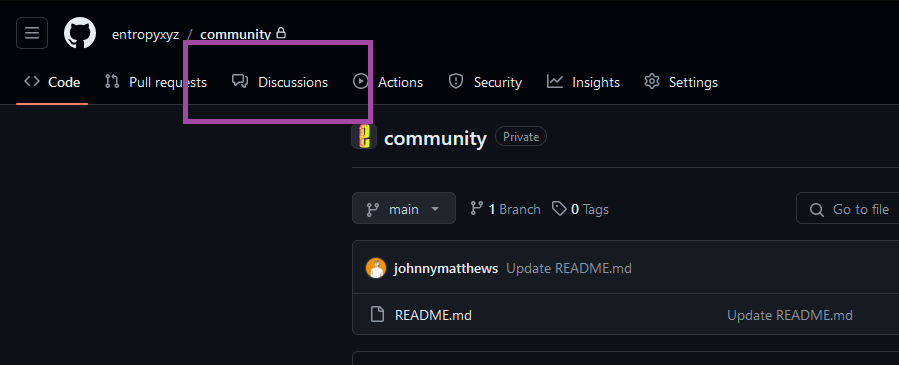 entropyxyz / community
Code Pull requests Discussions Actions Security Insights Settings
community Private
main 1 Branch 0 Tags Go to file
johnnymatthews Update README.md
README.md Update README.md